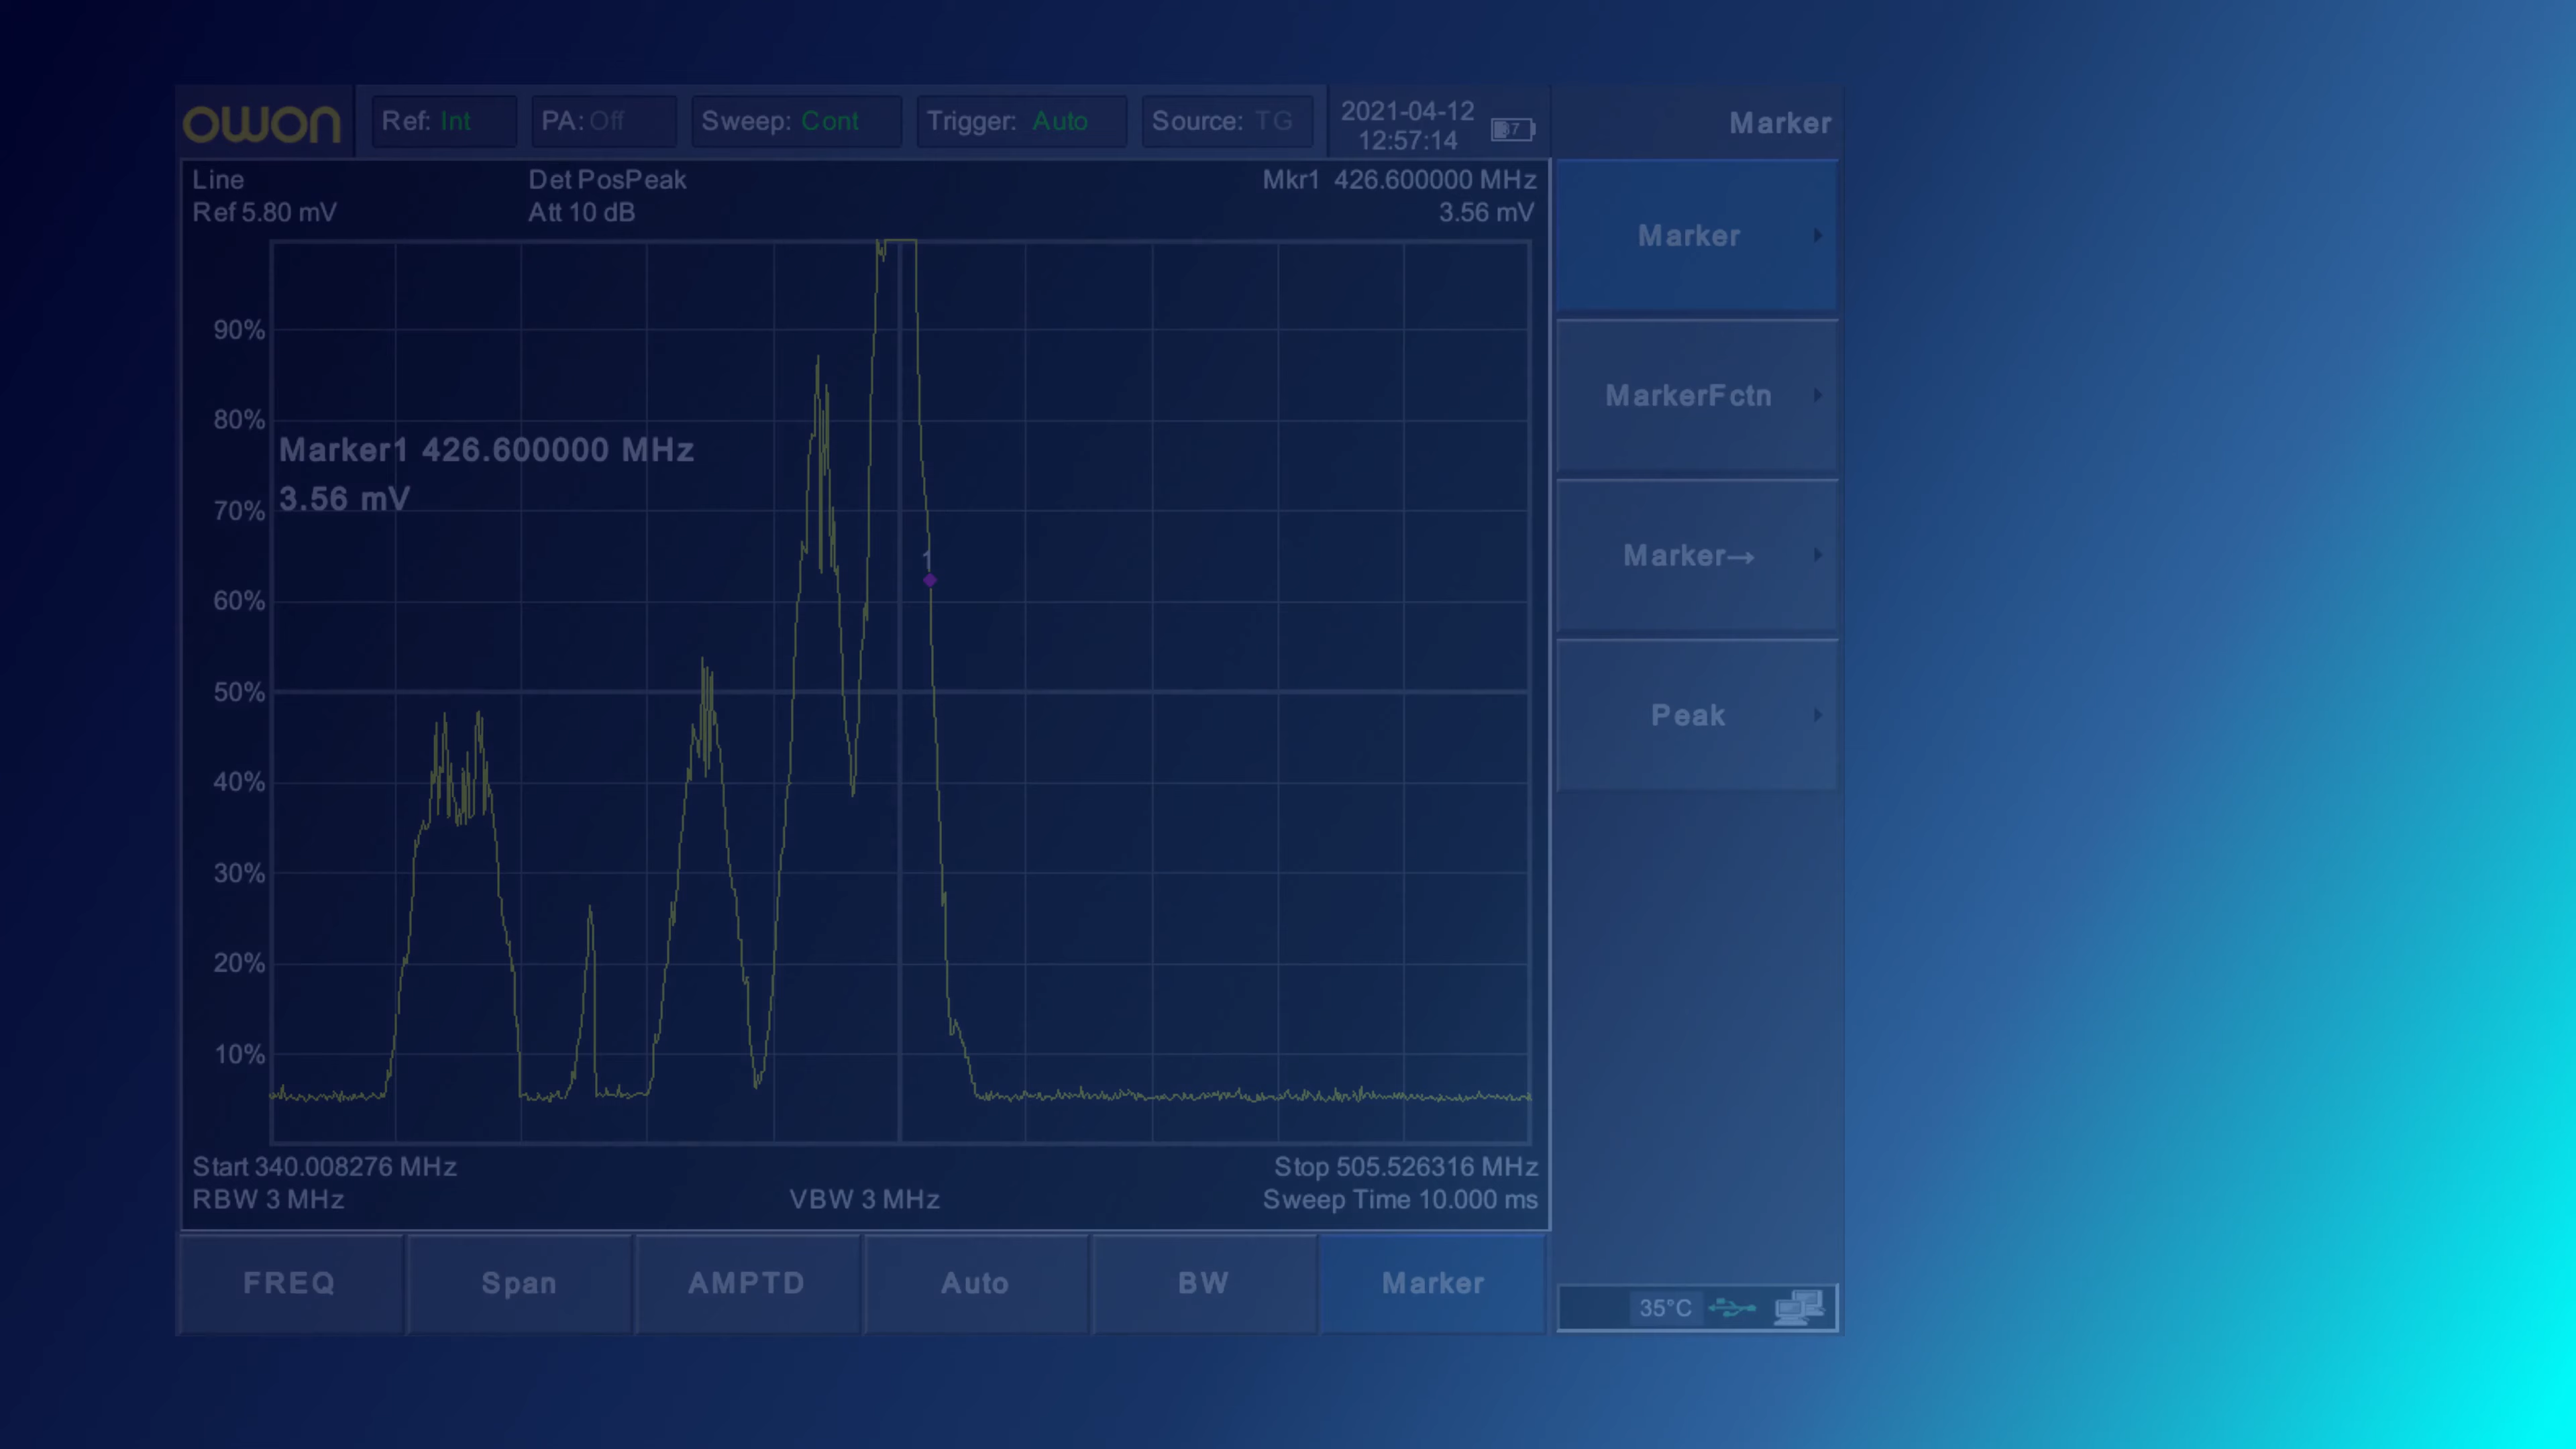 owon
Ref: Int
PA: Off
Sweep: Cont
Trigger: Auto
Source: TG
2021-04-12
12:57:14
87
Marker
Line
Det PosPeak
Mkr1 426.600000 MHz
Ref 5.80 mV
Att 10 dB
3.56 mV
90%
80%
70%
60%
50%
40%
30%
20%
10%
Marker1 426.600000 MHz
3.56 mV
1
Start 340.008276 MHz
Stop 505.526316 MHz
RBW 3 MHz
VBW 3 MHz
Sweep Time 10.000 ms
Marker
MarkerFctn
Marker→
Peak
FREQ
Span
AMPTD
Auto
BW
Marker
35°C